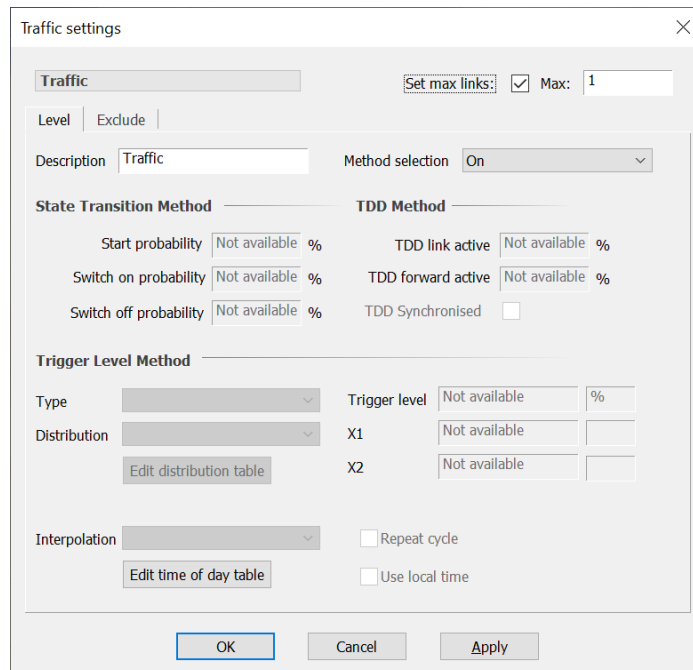 Traffic settings
Traffic
Set max links: Max: 1
Level Exclude
Description Traffic Method selection On
State Transition Method TDD Method
Start probability Not available % TDD link active Not available %
Switch on probability Not available % TDD forward active Not available %
Switch off probability Not available % TDD Synchronised
Trigger Level Method
Type Trigger level Not available %
Distribution X1 Not available
Edit distribution table X2 Not available
Interpolation Repeat cycle
Edit time of day table Use local time
OK Cancel Apply